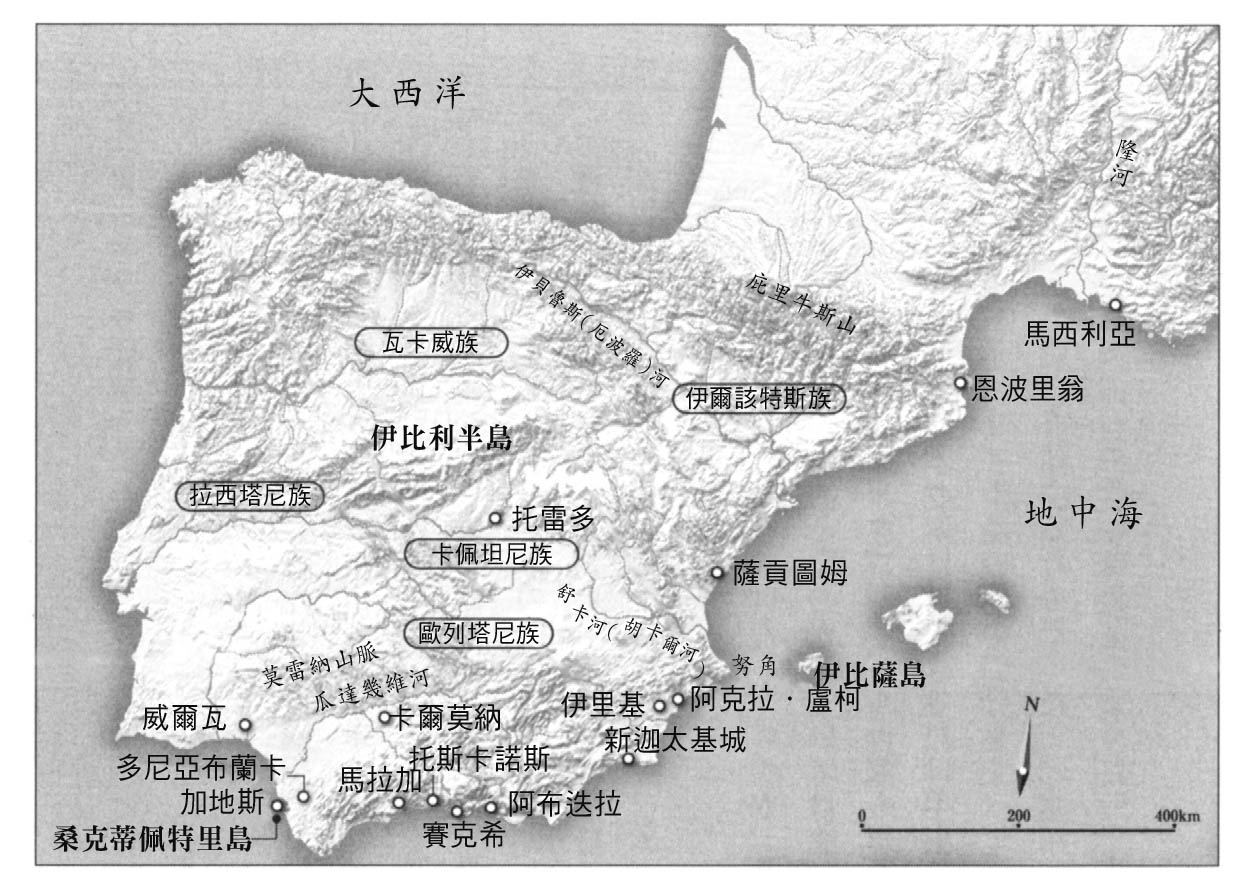 大西洋
隆河
伊貝魯斯(厄波羅)河
庇里牛斯山
馬西利亞
瓦卡威族
伊爾該特斯族
恩波里翁
伊比利半島
拉西塔尼族
托雷多
地中海
卡佩坦尼族
薩貢圖姆
舒卡河(胡卡爾河)
歐列塔尼族
莫雷納山脈
努角
伊比薩島
瓜達幾維河
伊里基
阿克拉·盧柯
威爾瓦
卡爾莫納
新迦太基城
N
多尼亞布蘭卡
托斯卡諾斯
馬拉加
加地斯
阿布迭拉
賽克希
桑克蒂佩特里島
0
200
400km